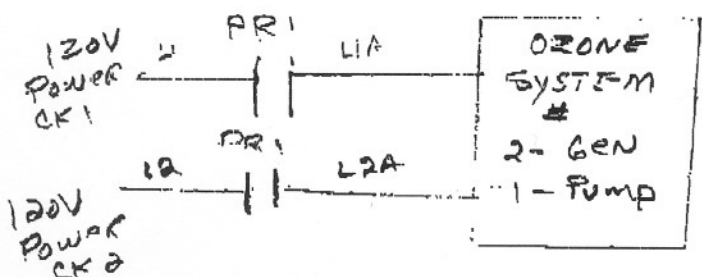 120V
Power
CK 1
PR1
L1A
120V
Power
CK 2
L2
PR1
L2A
OZONE
SYSTEM
#
2 - GEN
1 - Pump